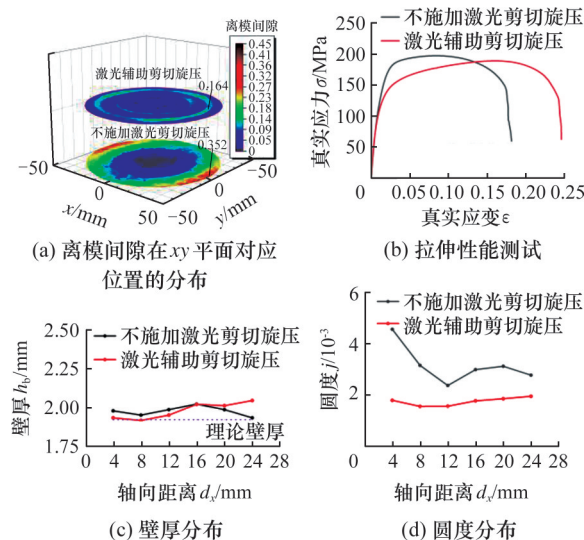 离模间隙
0.45
0.41
0.36
0.32
0.27
0.23
0.18
0.14
0.09
0.05
0
激光辅助剪切旋压
0.164
不施加激光剪切旋压
0.352
−50
0
50
x/mm
−50
0
50
y/mm
(a) 离模间隙在xy平面对应
位置的分布
不施加激光剪切旋压
激光辅助剪切旋压
250
200
150
100
50
真实应力σ/MPa
0 0.05 0.10 0.15 0.20 0.25
真实应变ε
(b) 拉伸性能测试
不施加激光剪切旋压
激光辅助剪切旋压
2.50
2.25
2.00
1.75
壁厚 hb/mm
理论壁厚
0 4 8 12 16 20 24 28
轴向距离 dx/mm
(c) 壁厚分布
不施加激光剪切旋压
激光辅助剪切旋压
6
4
2
0
圆度 j/10⁻³
4 8 12 16 20 24 28
轴向距离 dx/mm
(d) 圆度分布